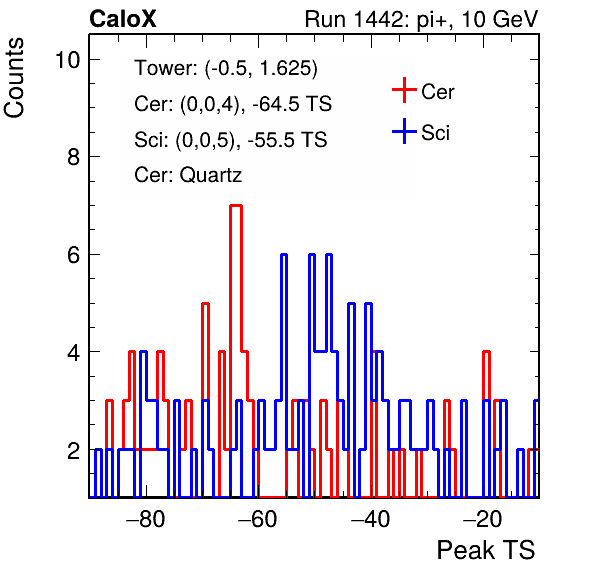 CaloX Run 1442: pi+, 10 GeV
Counts
Tower: (-0.5, 1.625)
Cer: (0,0,4), -64.5 TS
Sci: (0,0,5), -55.5 TS
Cer: Quartz
Cer
Sci
10
8
6
4
2
−80 −60 −40 −20
Peak TS